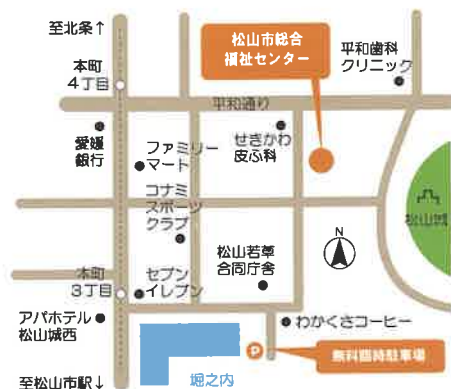 至北条↑
本町
4丁目
松山市総合
福祉センター
平和歯科
クリニック
平和通り
愛媛
銀行
ファミリー
マート
せきかわ
皮ふ科
コナミ
スポーツ
クラブ
松山城
N
松山若草
合同庁舎
本町
3丁目
セブン
イレブン
アパホテル
松山城西
わかくさコーヒー
P
無料臨時駐車場
堀之内
至松山市駅↓